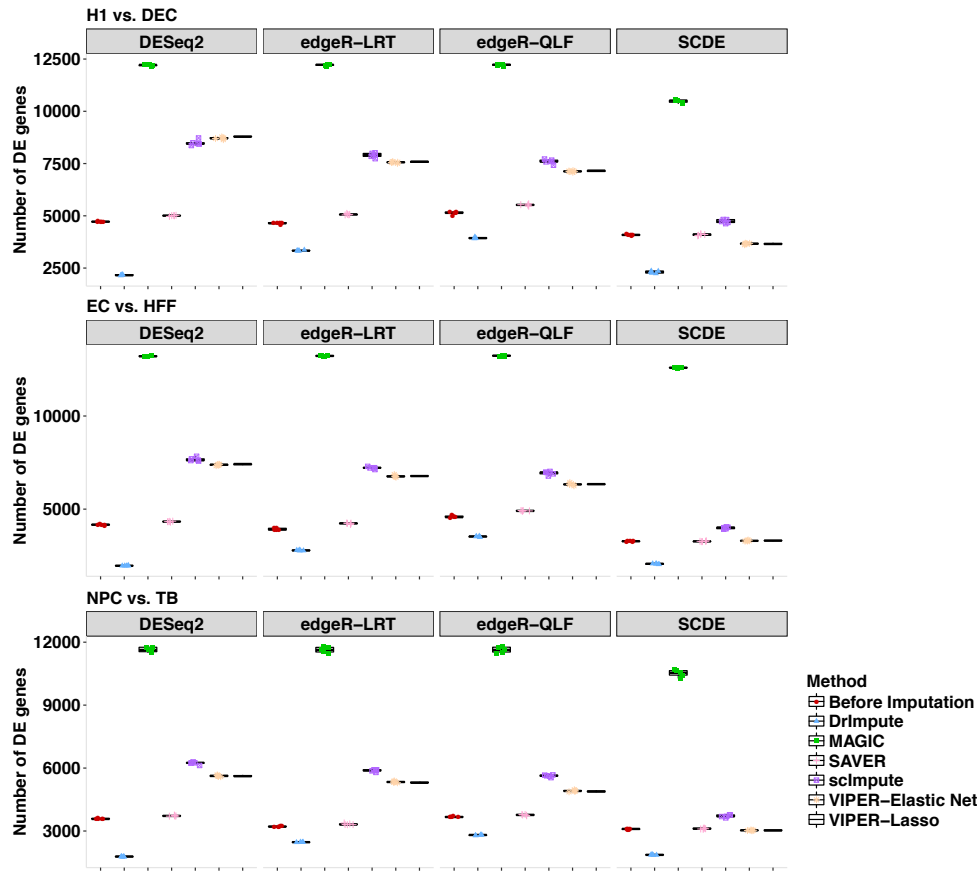 H1 vs. DEC
DESeq2 edgeR−LRT edgeR−QLF SCDE
Number of DE genes
12500
10000
7500
5000
2500
EC vs. HFF
DESeq2 edgeR−LRT edgeR−QLF SCDE
Number of DE genes
10000
5000
NPC vs. TB
DESeq2 edgeR−LRT edgeR−QLF SCDE
Number of DE genes
12000
9000
6000
3000
Method
Before Imputation
DrImpute
MAGIC
SAVER
scImpute
VIPER−Elastic Net
VIPER−Lasso